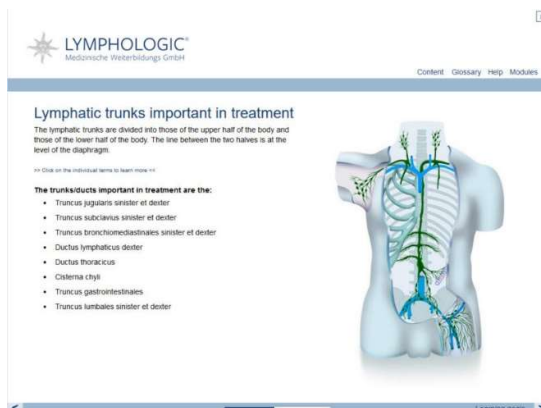 LYMPHOLOGIC®
Medizinische Weiterbildungs GmbH
Content Glossary Help Modules
Lymphatic trunks important in treatment
The lymphatic trunks are divided into those of the upper half of the body and
those of the lower half of the body. The line between the two halves is at the
level of the diaphragm.
>> Click on the individual terms to learn more <<
The trunks/ducts important in treatment are the:
• Truncus jugularis sinister et dexter
• Truncus subclavius sinister et dexter
• Truncus bronchiomediastinales sinister et dexter
• Ductus lymphaticus dexter
• Ductus thoracicus
• Cisterna chyli
• Truncus gastrointestinales
• Truncus lumbales sinister et dexter